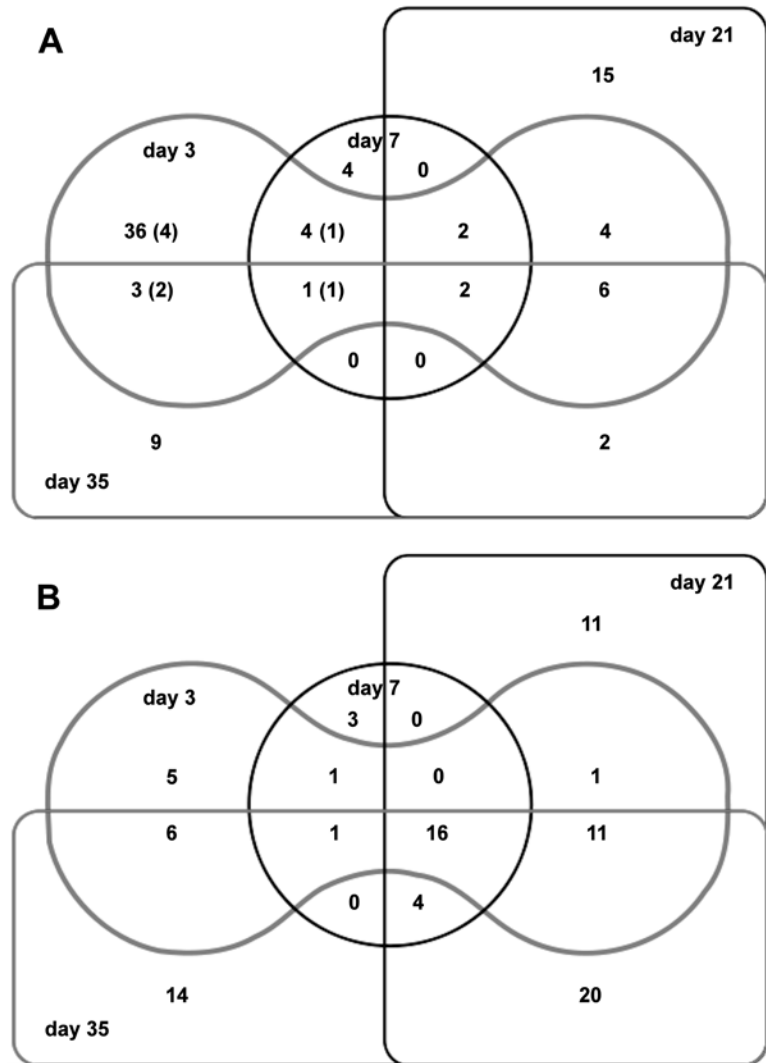 A
day 21
15
day 3
day 7
4 0
36 (4) 4 (1) 2 4
3 (2) 1 (1) 2 6
0 0
9 2
day 35
B
day 21
11
day 3
day 7
3 0
5 1 0 1
6 1 16 11
0 4
14 20
day 35